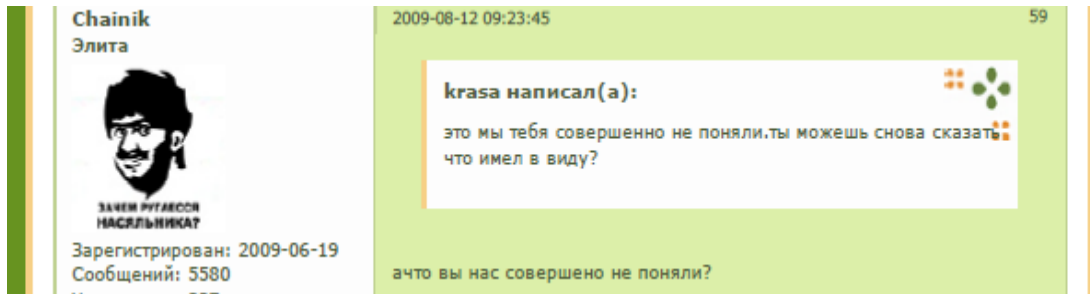 Chainik
Элита
ЗАЧЕМ РУГАЕССЯ
НАСЯЛЬНИКА?
Зарегистрирован: 2009-06-19
Сообщений: 5580
2009-08-12 09:23:45
59
krasa написал(а):
это мы тебя совершенно не поняли.ты можешь снова сказать
что имел в виду?
ачто вы нас совершено не поняли?